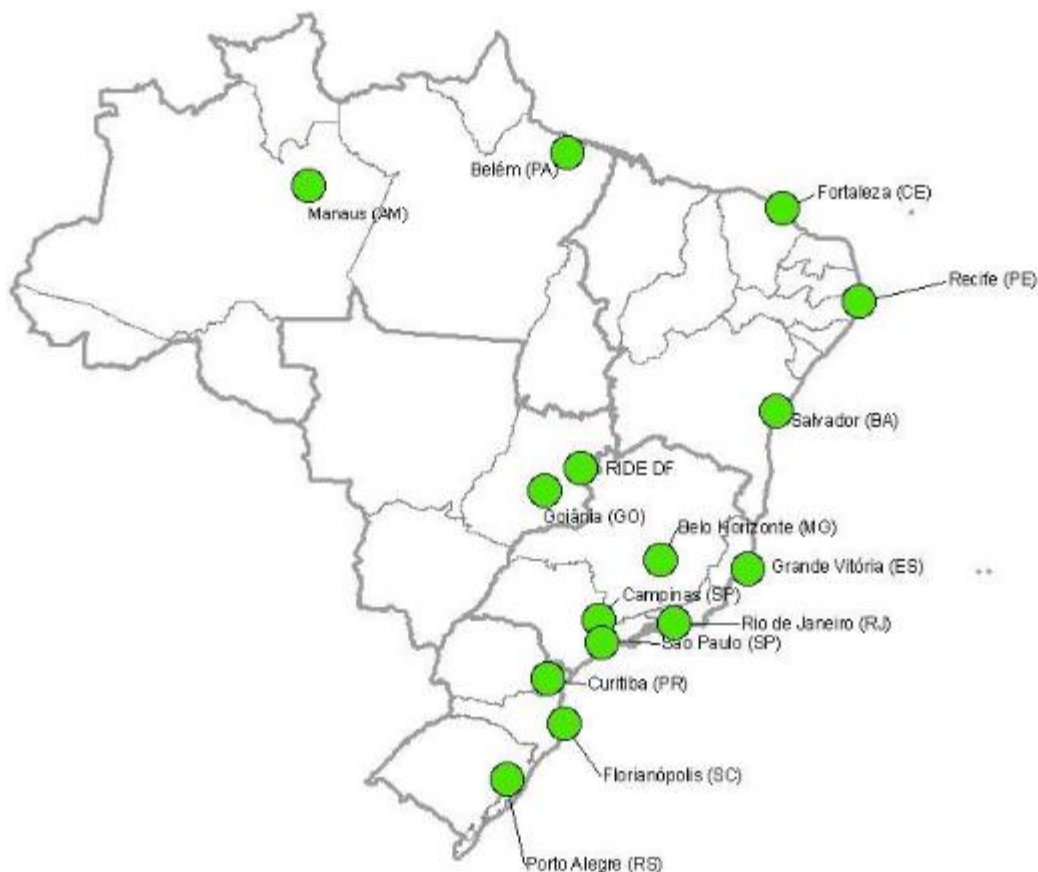 Belém (PA)
Manaus (AM)
Fortaleza (CE)
Recife (PE)
Salvador (BA)
RIDE DF
Goiânia (GO)
Belo Horizonte (MG)
Grande Vitória (ES)
Campinas (SP)
Rio de Janeiro (RJ)
São Paulo (SP)
Curitiba (PR)
Florianópolis (SC)
Porto Alegre (RS)